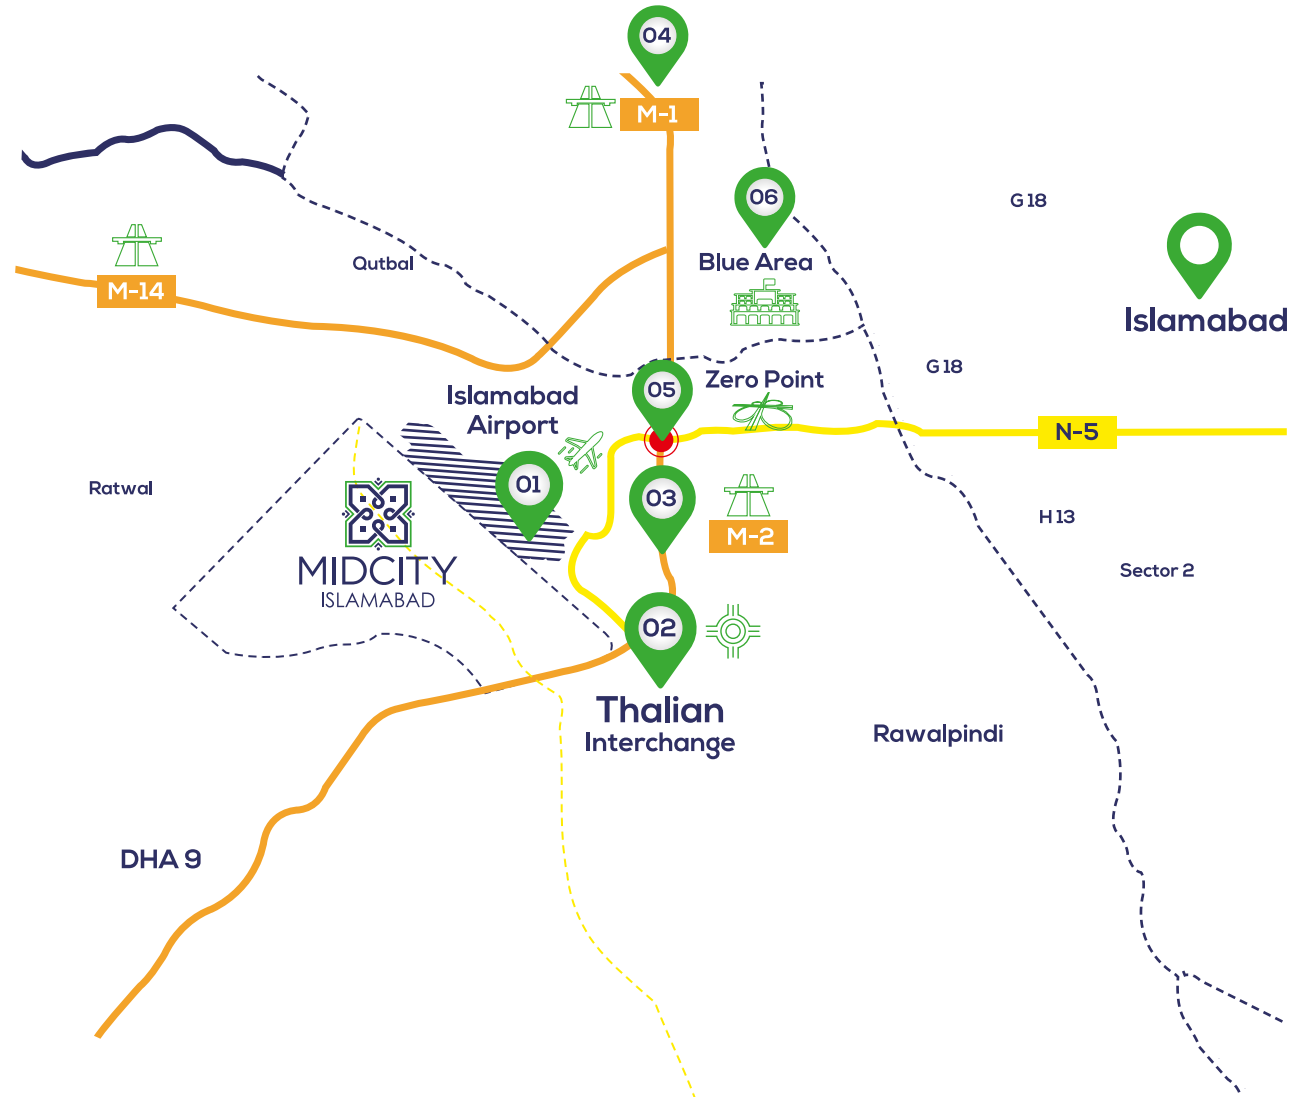 04
M-1
06
G 18
Qutbal
Blue Area
M-14
Islamabad
G 18
Zero Point
05
Islamabad
Airport
N-5
Ratwal
01
03
H 13
M-2
MIDCITY
ISLAMABAD
Sector 2
02
Thalian
Interchange
Rawalpindi
DHA 9